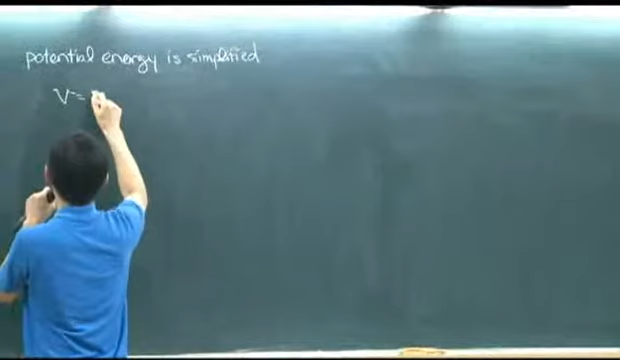 potential energy is simplified
V =